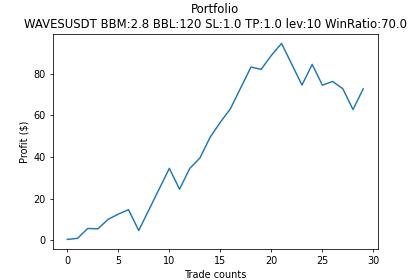 Portfolio
WAVESUSDT BBM:2.8 BBL:120 SL:1.0 TP:1.0 lev:10 WinRatio:70.0
Profit ($)
80
60
40
20
0
0 5 10 15 20 25 30
Trade counts